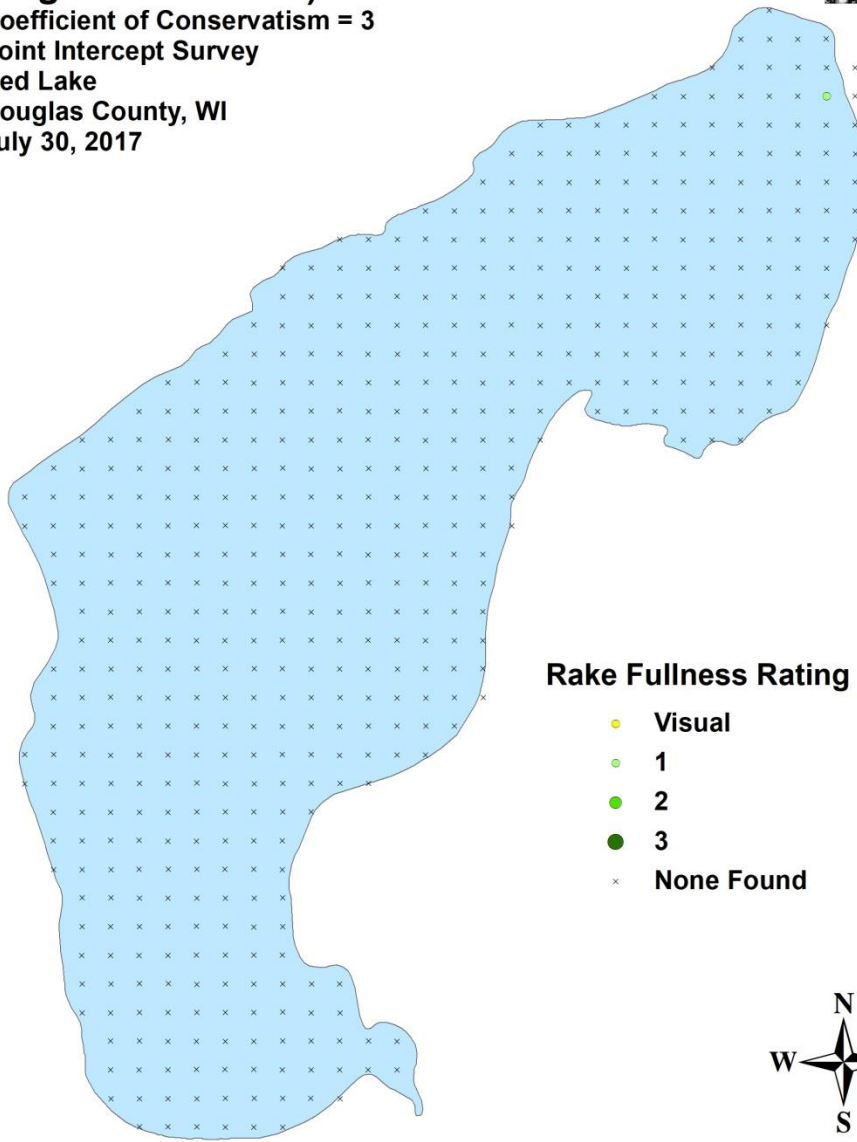 oefficient of Conservatism = 3
oint Intercept Survey
ed Lake
ouglas County, WI
uly 30, 2017
Rake Fullness Rating
Visual
1
2
3
None Found
N
W
S